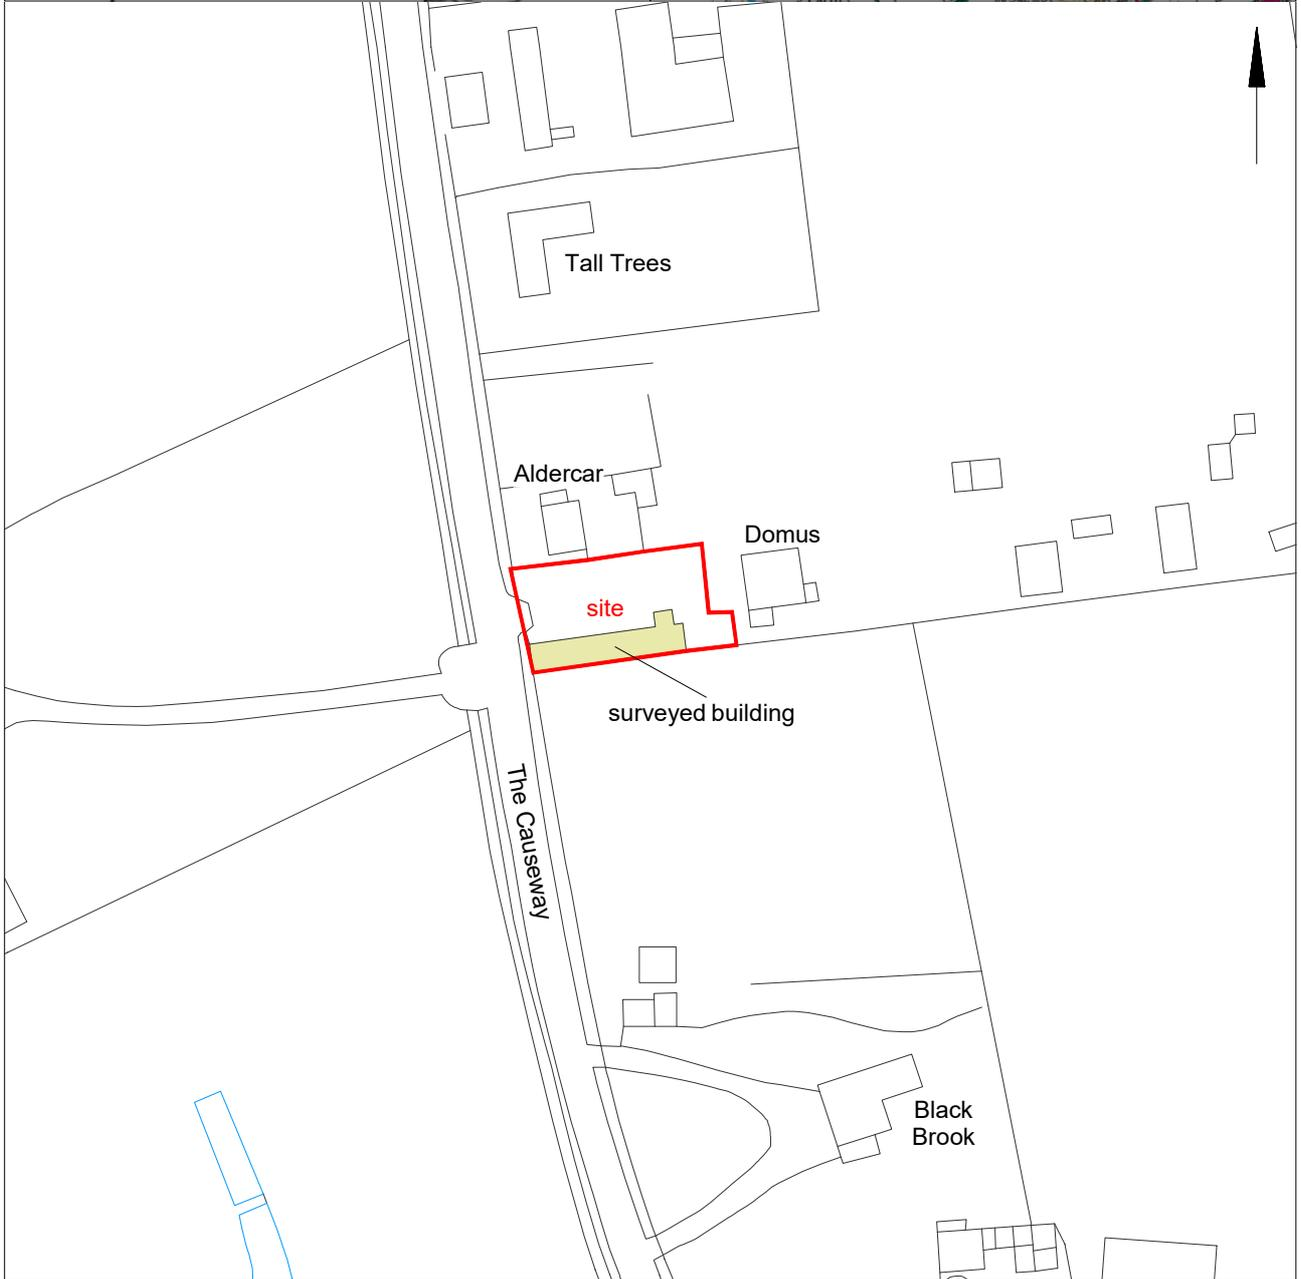 Tall Trees
Aldercar
Domus
site
surveyed building
The Causeway
Black
Brook